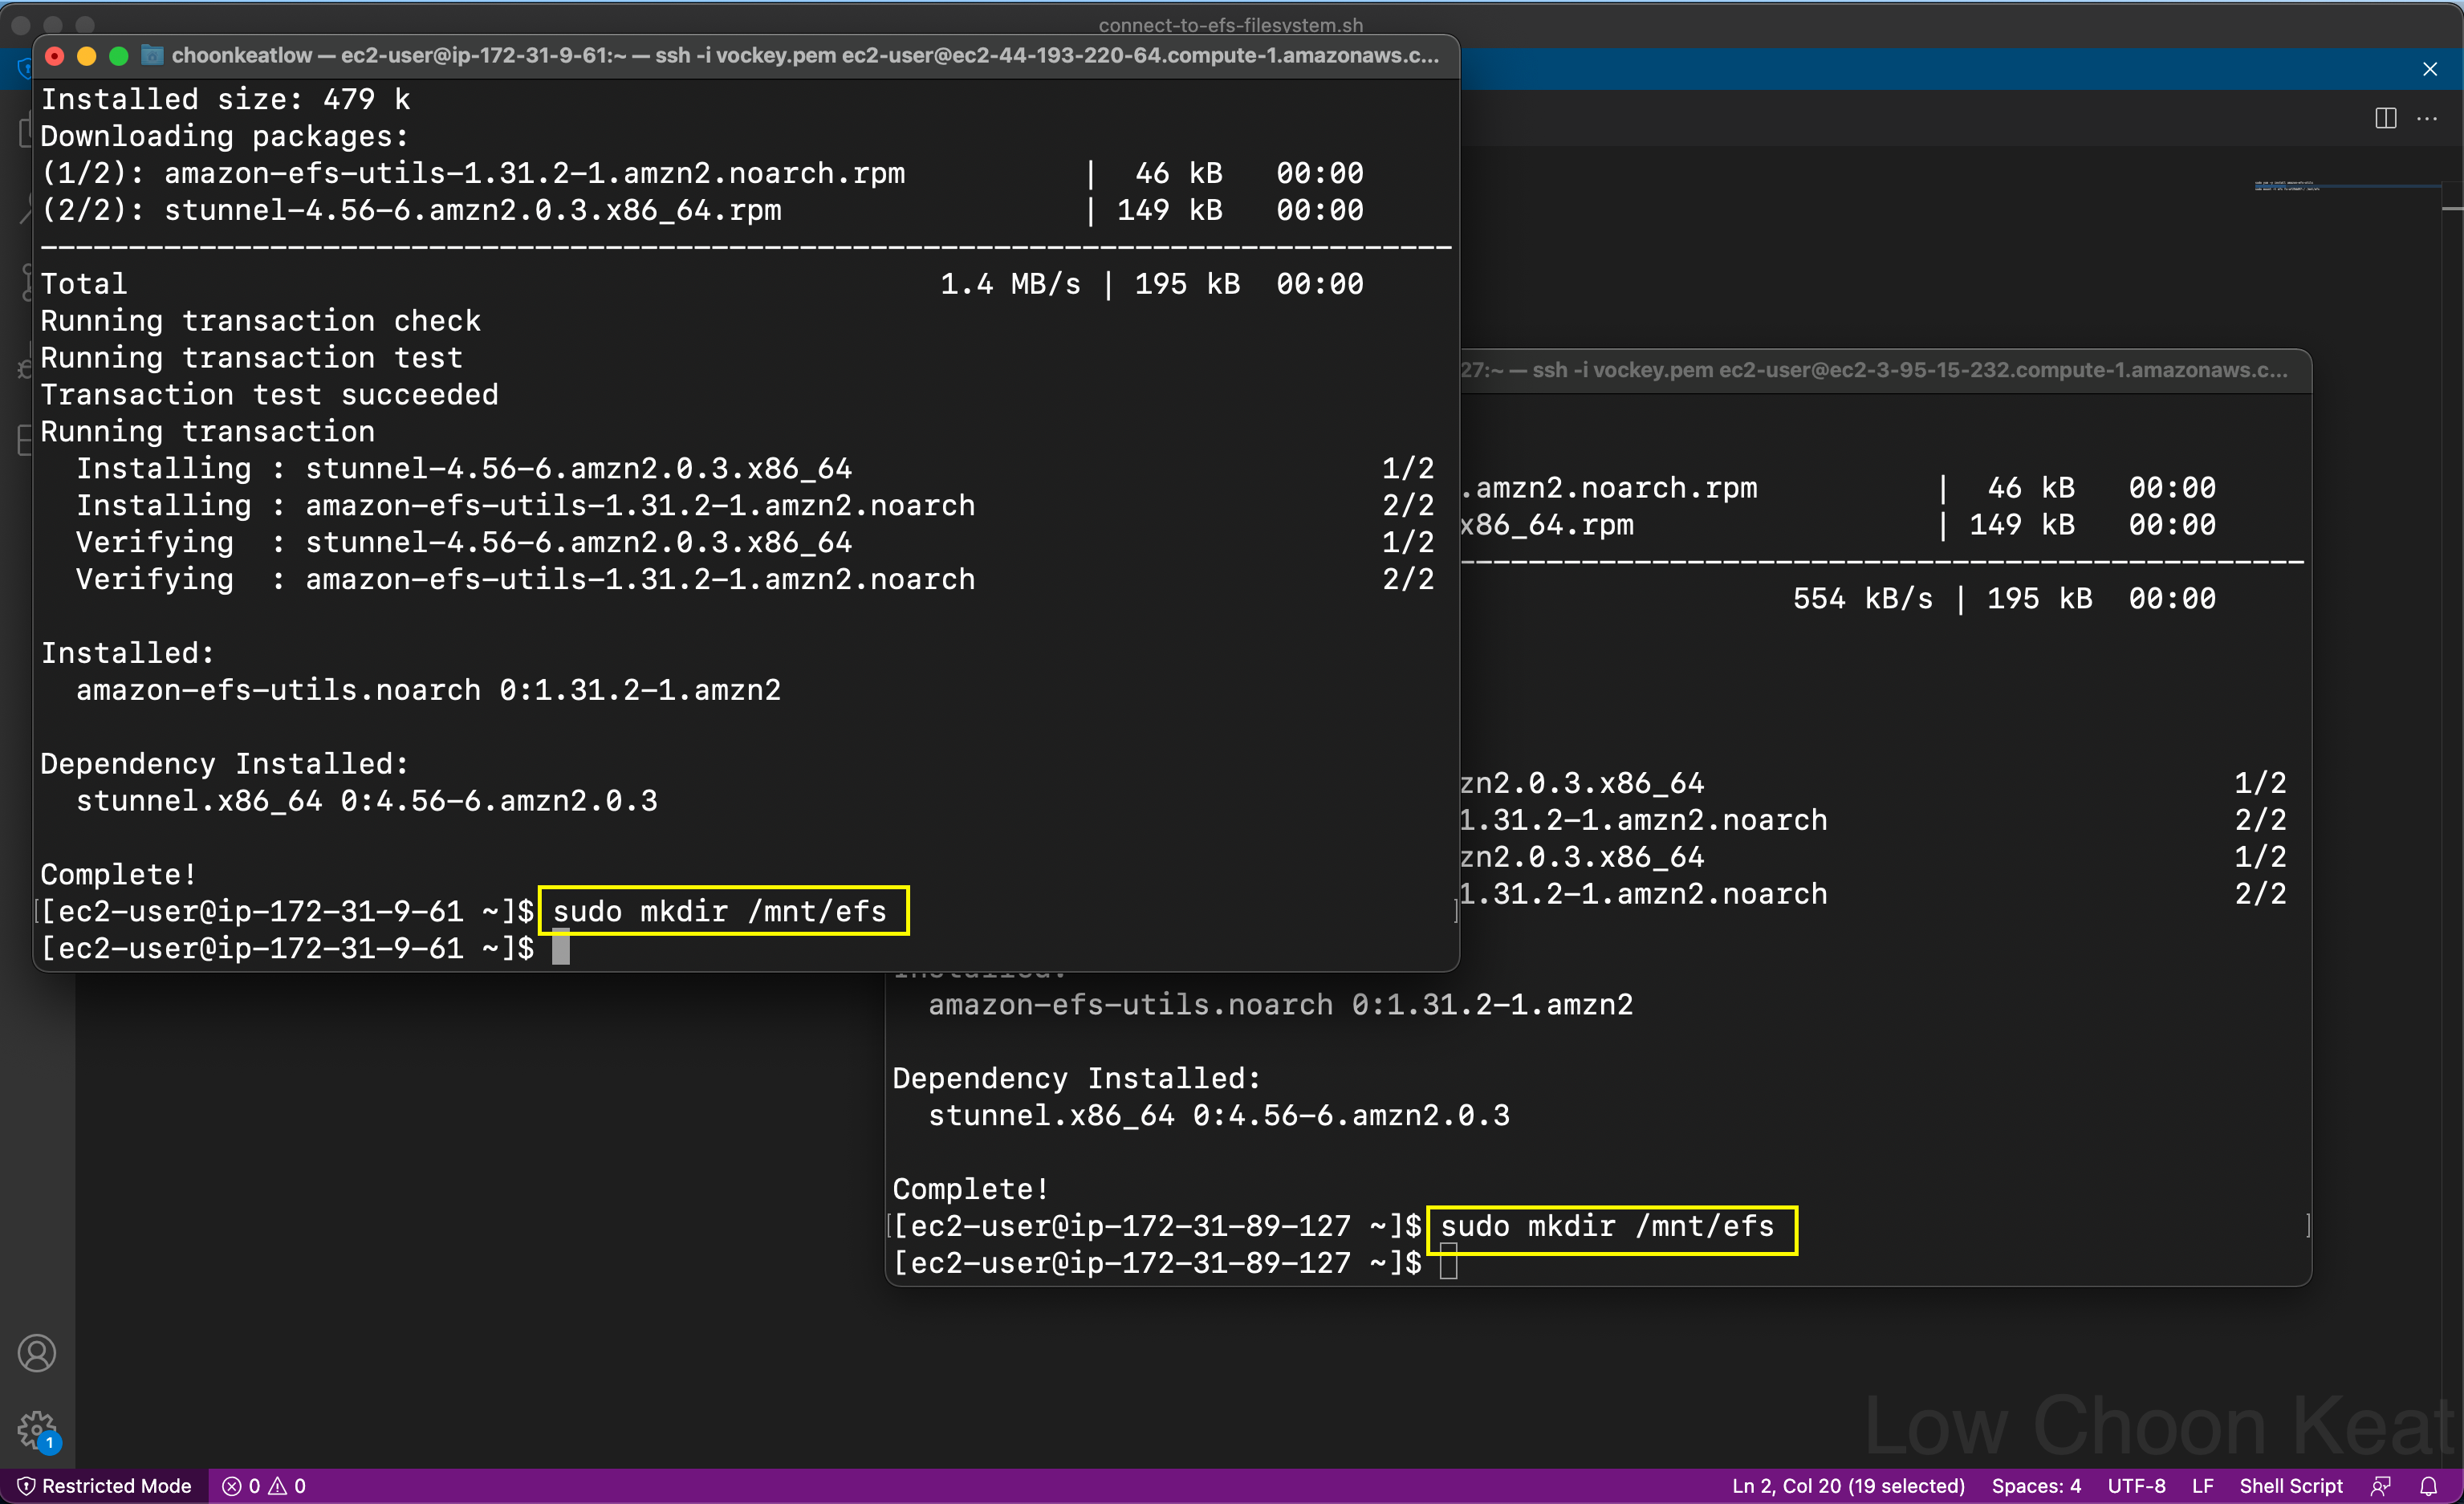 connect-to-efs-filesystem.sh
choonkeatlow — ec2-user@ip-172-31-9-61:~ — ssh -i vockey.pem ec2-user@ec2-44-193-220-64.compute-1.amazonaws.c...
Installed size: 479 k
Downloading packages:
(1/2): amazon-efs-utils-1.31.2-1.amzn2.noarch.rpm | 46 kB 00:00
(2/2): stunnel-4.56-6.amzn2.0.3.x86_64.rpm | 149 kB 00:00
--------------------------------------------------------------------------------
Total 1.4 MB/s | 195 kB 00:00
Running transaction check
Running transaction test
Transaction test succeeded
Running transaction
Installing : stunnel-4.56-6.amzn2.0.3.x86_64 1/2
Installing : amazon-efs-utils-1.31.2-1.amzn2.noarch 2/2
Verifying : stunnel-4.56-6.amzn2.0.3.x86_64 1/2
Verifying : amazon-efs-utils-1.31.2-1.amzn2.noarch 2/2
Installed:
amazon-efs-utils.noarch 0:1.31.2-1.amzn2
Dependency Installed:
stunnel.x86_64 0:4.56-6.amzn2.0.3
Complete!
[[ec2-user@ip-172-31-9-61 ~]$ sudo mkdir /mnt/efs ]
[ec2-user@ip-172-31-9-61 ~]$
27:~ — ssh -i vockey.pem ec2-user@ec2-3-95-15-232.compute-1.amazonaws.c...
.amzn2.noarch.rpm | 46 kB 00:00
x86_64.rpm | 149 kB 00:00
------------------------------------------------
554 kB/s | 195 kB 00:00
zn2.0.3.x86_64 1/2
1.31.2-1.amzn2.noarch 2/2
zn2.0.3.x86_64 1/2
1.31.2-1.amzn2.noarch 2/2
Installed:
amazon-efs-utils.noarch 0:1.31.2-1.amzn2
Dependency Installed:
stunnel.x86_64 0:4.56-6.amzn2.0.3
Complete!
[[ec2-user@ip-172-31-89-127 ~]$ sudo mkdir /mnt/efs ]
[ec2-user@ip-172-31-89-127 ~]$
Low Choon Keat
1
Restricted Mode 0 0 Ln 2, Col 20 (19 selected) Spaces: 4 UTF-8 LF Shell Script